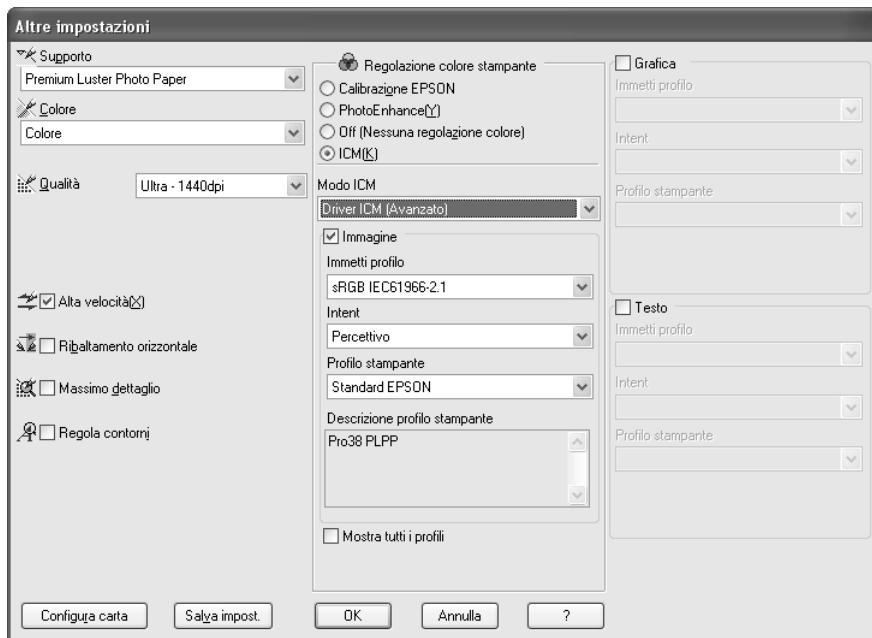 Altre impostazioni
Supporto
Premium Luster Photo Paper
Colore
Colore
Qualità
Ultra - 1440dpi
Alta velocità(X)
Ribaltamento orizzontale
Massimo dettaglio
Regola contorni
Regolazione colore stampante
Calibrazione EPSON
PhotoEnhance(Y)
Off (Nessuna regolazione colore)
ICM(K)
Modo ICM
Driver ICM (Avanzato)
Immagine
Immetti profilo
sRGB IEC61966-2.1
Intent
Percettivo
Profilo stampante
Standard EPSON
Descrizione profilo stampante
Pro38 PLPP
Mostra tutti i profili
Grafica
Immetti profilo
Intent
Profilo stampante
Testo
Immetti profilo
Intent
Profilo stampante
Configura carta
Salva impost.
OK
Annulla
?